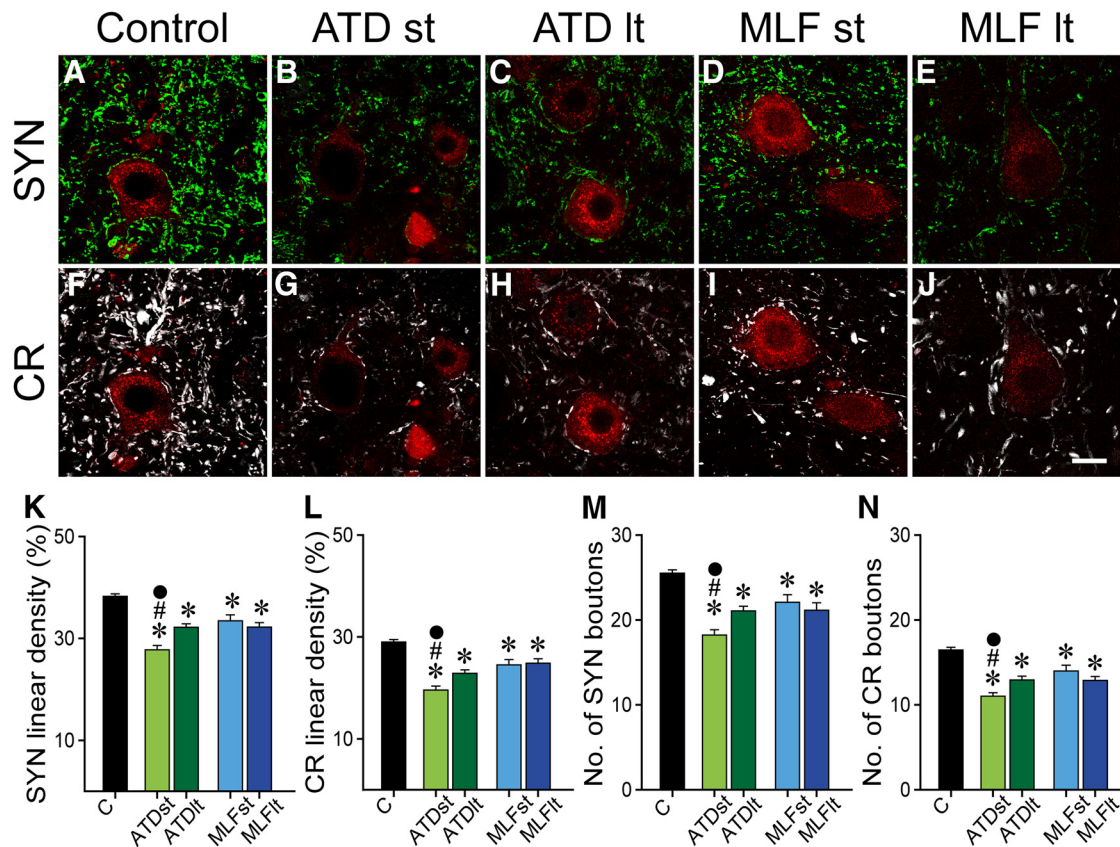 Control ATD st ATD lt MLF st MLF lt
SYN
A B C D E
CR
F G H I J
K L M N
SYN linear density (%)
50
30
10
● # * * * *
C ATDst ATDlt MLFst MLFlt
CR linear density (%)
50
30
10
● # * * * *
C ATDst ATDlt MLFst MLFlt
No. of SYN boutons
30
20
10
0
● # * * * *
C ATDst ATDlt MLFst MLFlt
No. of CR boutons
30
20
10
0
● # * * * *
C ATDst ATDlt MLFst MLFlt